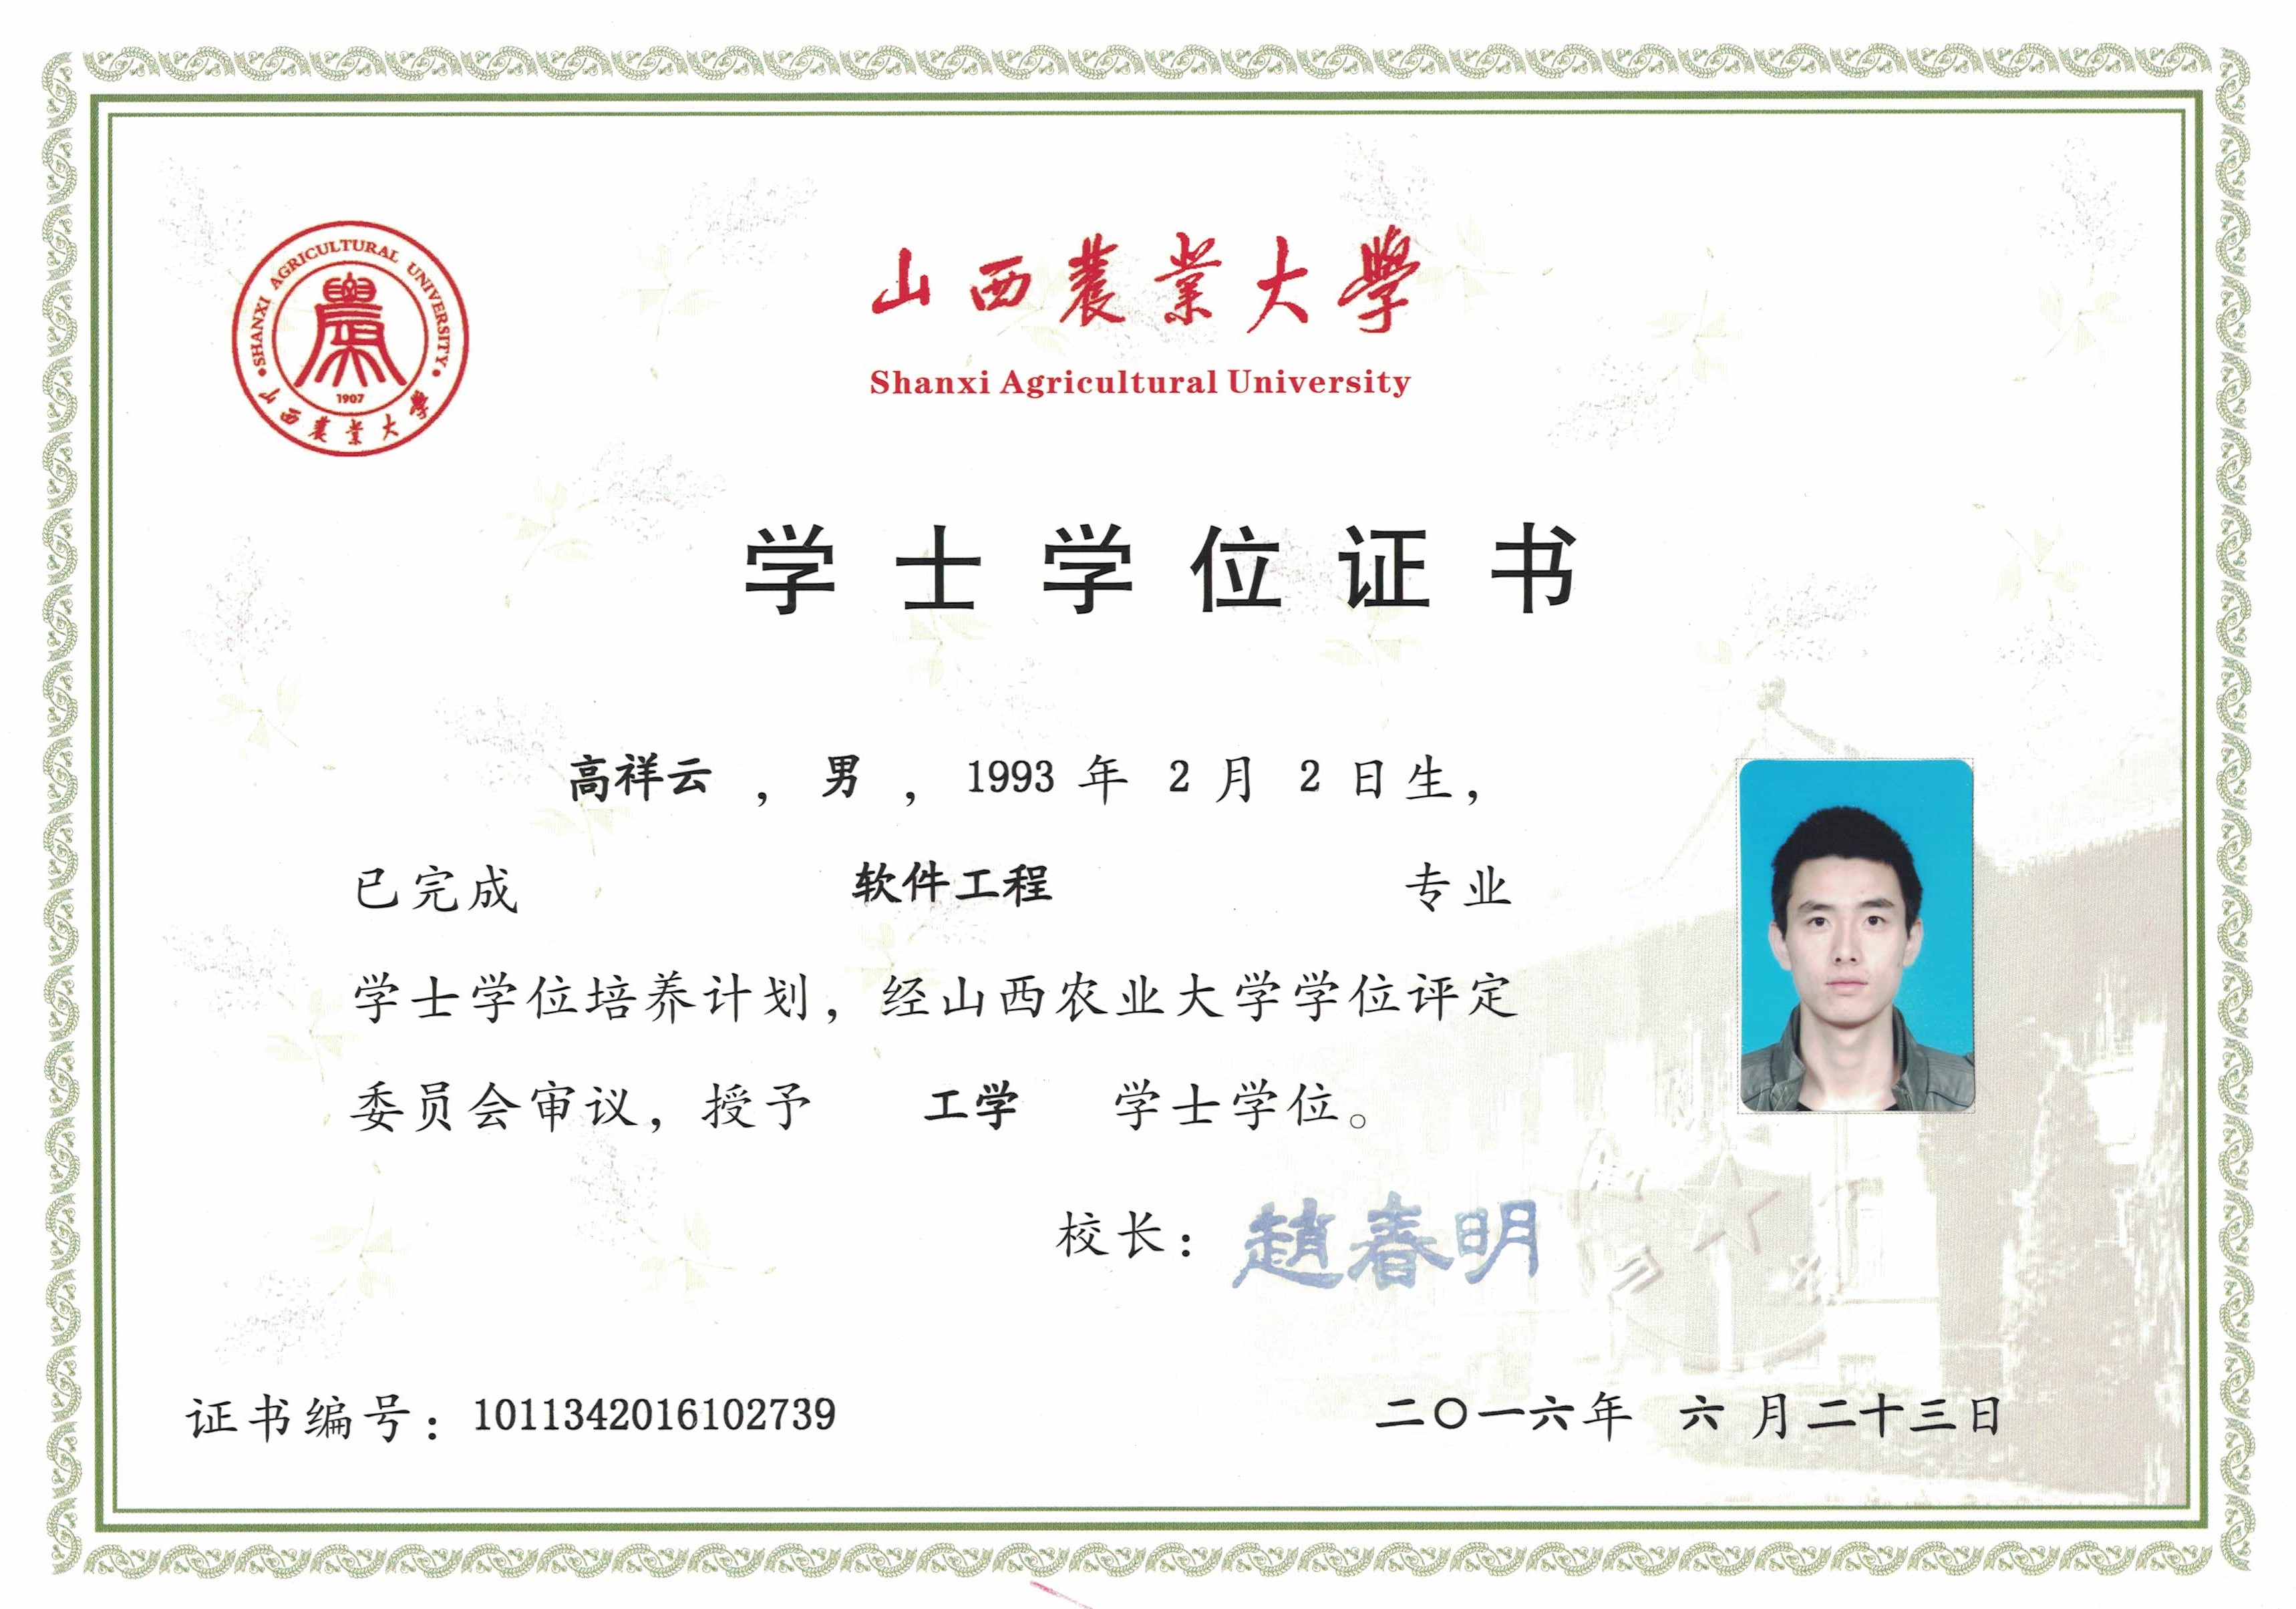 SHANXI AGRICULTURAL UNIVERSITY
1907
山西農業大學
山西農業大學
Shanxi Agricultural University
学士学位证书
高祥云 ， 男 ， 1993 年 2 月 2 日生，
已完成 软件工程 专业
学士学位培养计划，经山西农业大学学位评定
委员会审议，授予 工学 学士学位。
校长：趙春明
证书编号：1011342016102739
二〇一六年 六 月二十三日